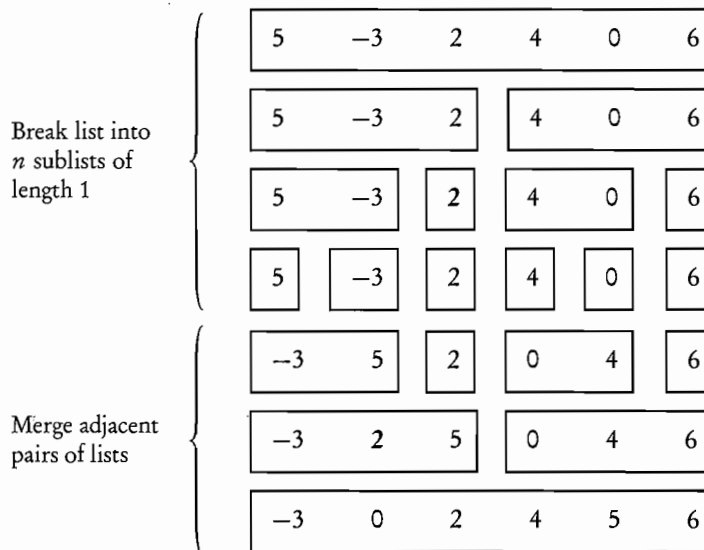 5 −3 2 4 0 6
Break list into
n sublists of
length 1
5 −3 2 4 0 6
5 −3 2 4 0 6
5 −3 2 4 0 6
Merge adjacent
pairs of lists
−3 5 2 0 4 6
−3 2 5 0 4 6
−3 0 2 4 5 6